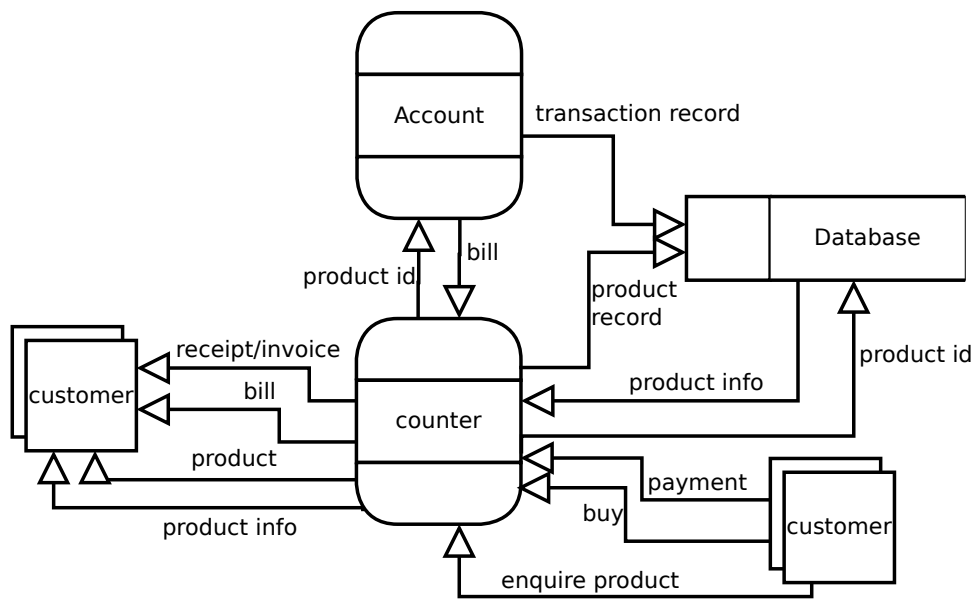 Account
transaction record
Database
product id
bill
product
record
product id
receipt/invoice
product info
customer
bill
counter
product
payment
product info
buy
customer
enquire product